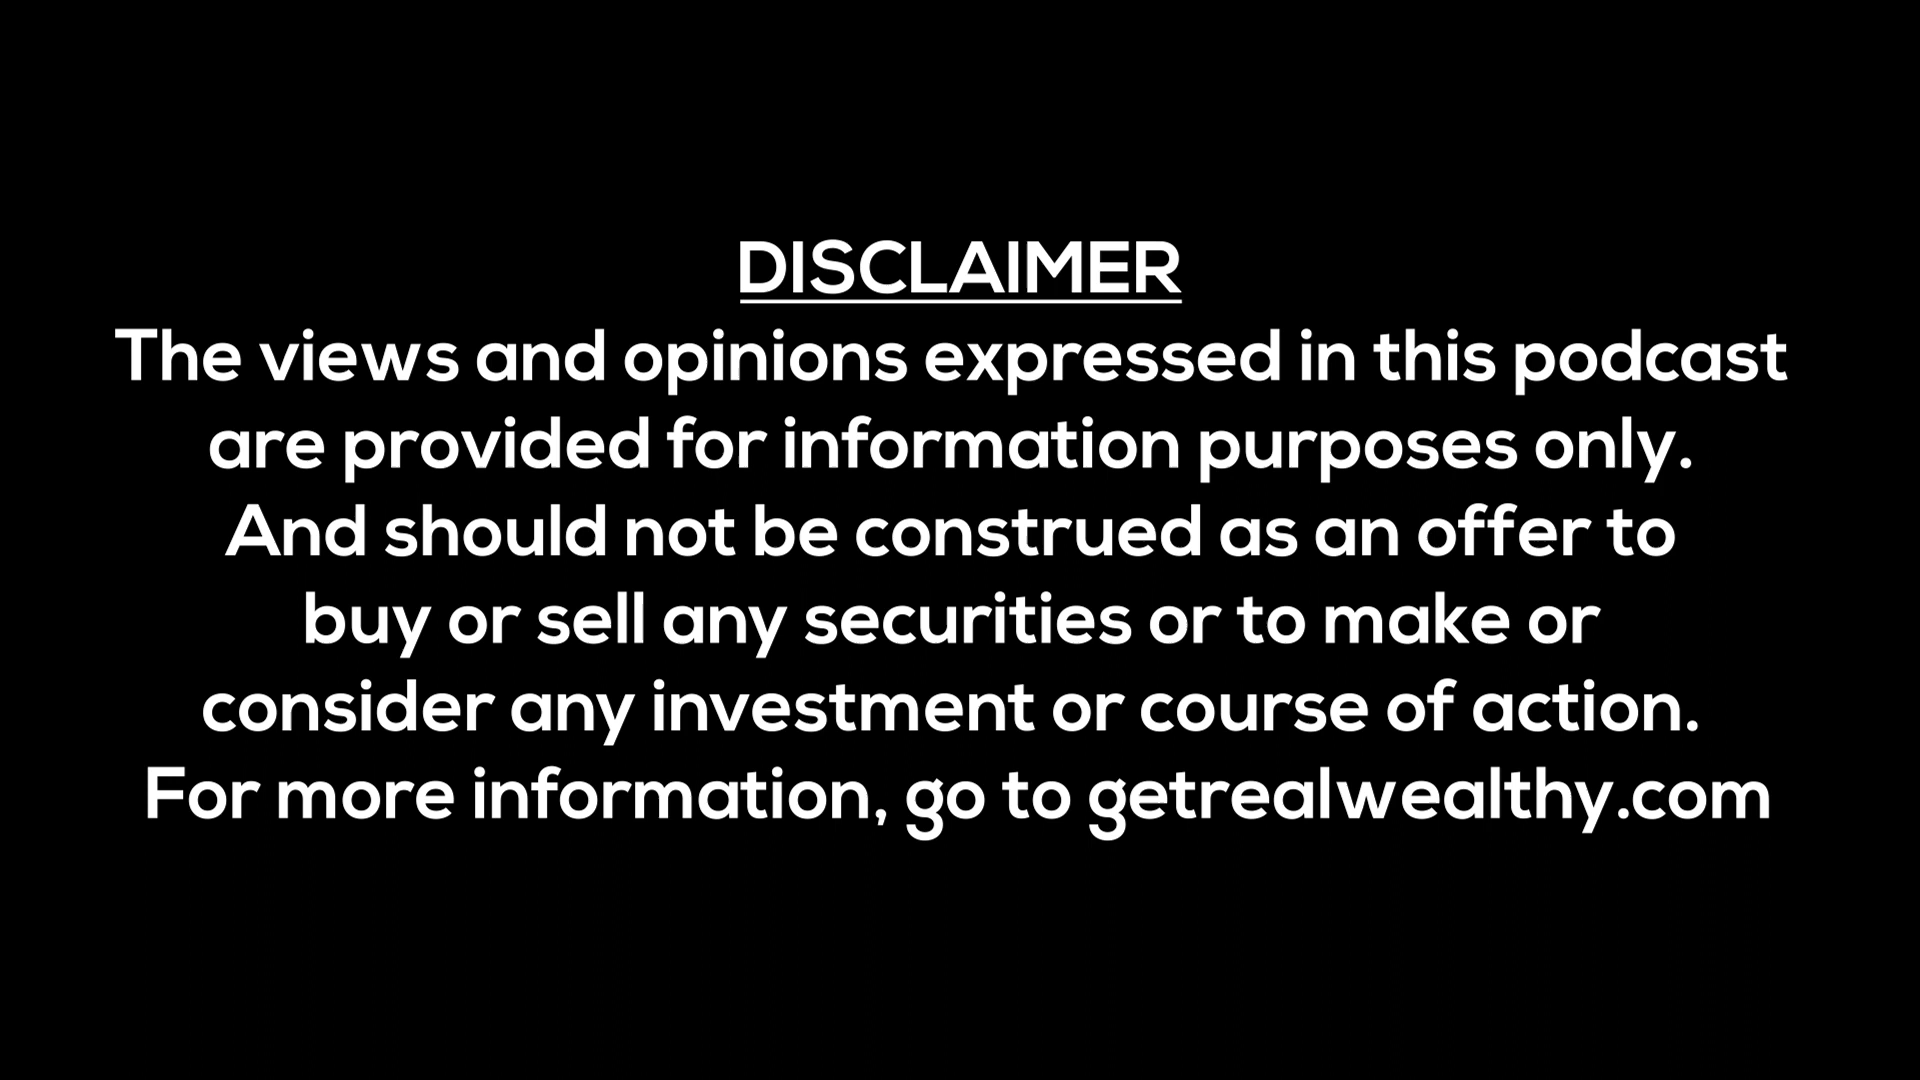 DISCLAIMER
The views and opinions expressed in this podcast
are provided for information purposes only.
And should not be construed as an offer to
buy or sell any securities or to make or
consider any investment or course of action.
For more information, go to getrealwealthy.com